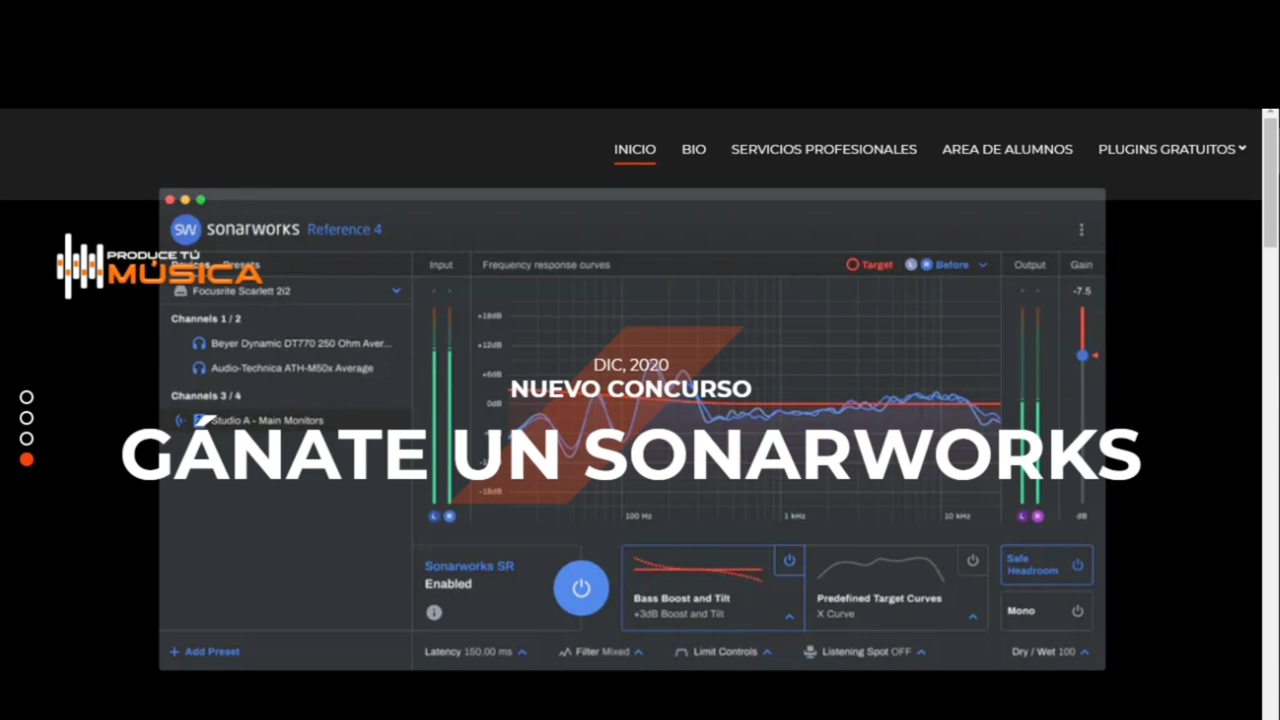 INICIO BIO SERVICIOS PROFESIONALES AREA DE ALUMNOS PLUGINS GRATUITOS
SW sonarworks Reference 4
PRODUCE TÚ
MÚSICA
Presets Input Frequency response curves Target L R Before Output Gain
Focusrite Scarlett 2i2
-7.5
Channels 1 / 2
+18dB
Beyer Dynamic DT770 250 Ohm Aver...
+12dB
Audio-Technica ATH-M50x Average
+6dB
DIC, 2020
NUEVO CONCURSO
Channels 3 / 4
0dB
Studio A - Main Monitors
GÁNATE UN SONARWORKS
-18dB
L R 100 Hz 1 kHz 10 kHz L R dB
Sonarworks SR
Enabled
Bass Boost and Tilt
+3dB Boost and Tilt
Predefined Target Curves
X Curve
Safe
Headroom
Mono
Add Preset Latency 150.00 ms Filter Mixed Limit Controls Listening Spot OFF Dry / Wet 100